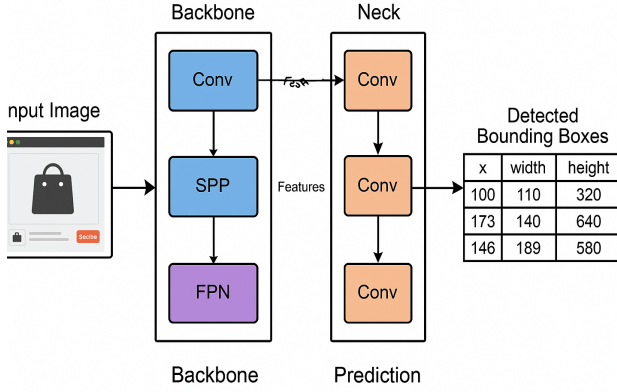 Backbone
Neck
Conv
Conv
nput Image
Detected
Bounding Boxes
x width height
SPP
Features
Conv
100 110 320
173 140 640
146 189 580
Secibe
FPN
Conv
Backbone
Prediction